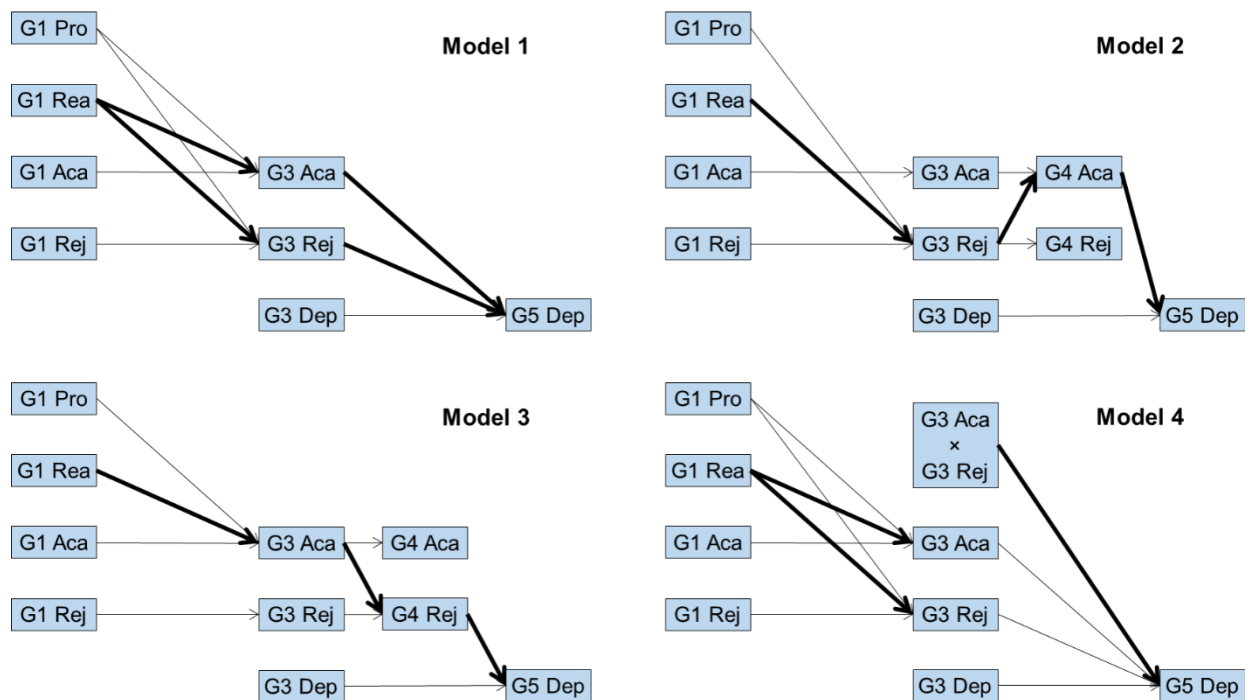 Model 1
G1 Pro
G1 Rea
G1 Aca
G3 Aca
G1 Rej
G3 Rej
G3 Dep
G5 Dep
Model 2
G1 Pro
G1 Rea
G1 Aca
G3 Aca
G4 Aca
G1 Rej
G3 Rej
G4 Rej
G3 Dep
G5 Dep
Model 3
G1 Pro
G1 Rea
G1 Aca
G3 Aca
G4 Aca
G1 Rej
G3 Rej
G4 Rej
G3 Dep
G5 Dep
Model 4
G1 Pro
G3 Aca
×
G3 Rej
G1 Rea
G1 Aca
G3 Aca
G1 Rej
G3 Rej
G3 Dep
G5 Dep